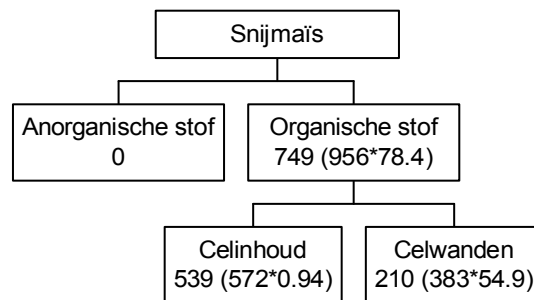 Snijmaïs
Anorganische stof
0
Organische stof
749 (956*78.4)
Celinhoud
539 (572*0.94)
Celwanden
210 (383*54.9)